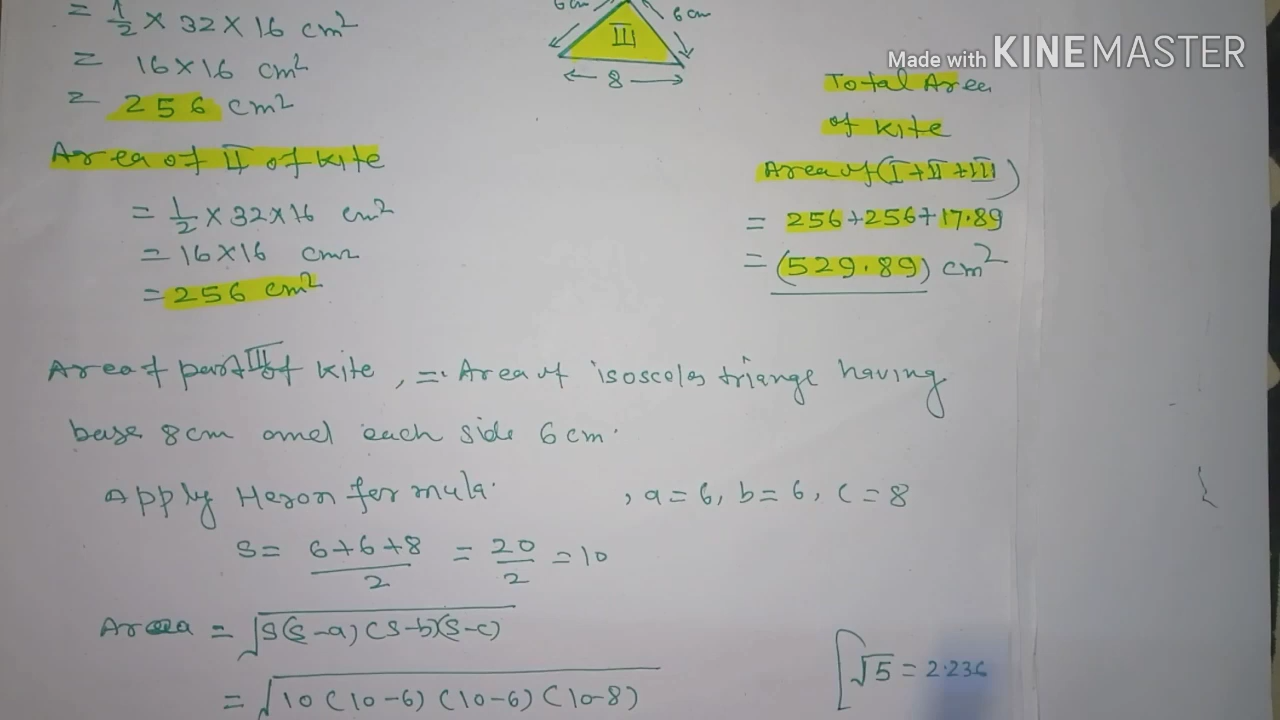 = 1/2 × 32 × 16 cm²
= 16×16 cm²
= 256 cm²
6cm
6cm
III
8
Made with KINEMASTER
Total Area
of kite
Area of (I+II+III)
= 256+256+17.89
= (529.89) cm²
Area of II of kite
= 1/2 × 32×16 cm²
= 16×16 cm²
= 256 cm²
Area of part III of kite, = Area of isosceles triange having
base 8cm and each side 6cm.
Apply Heron formula. , a=6, b=6, c=8
S= 6+6+8/2 = 20/2 = 10
Area = √S(S-a)(S-b)(S-c)
= √10(10-6)(10-6)(10-8)
[√5 = 2.236